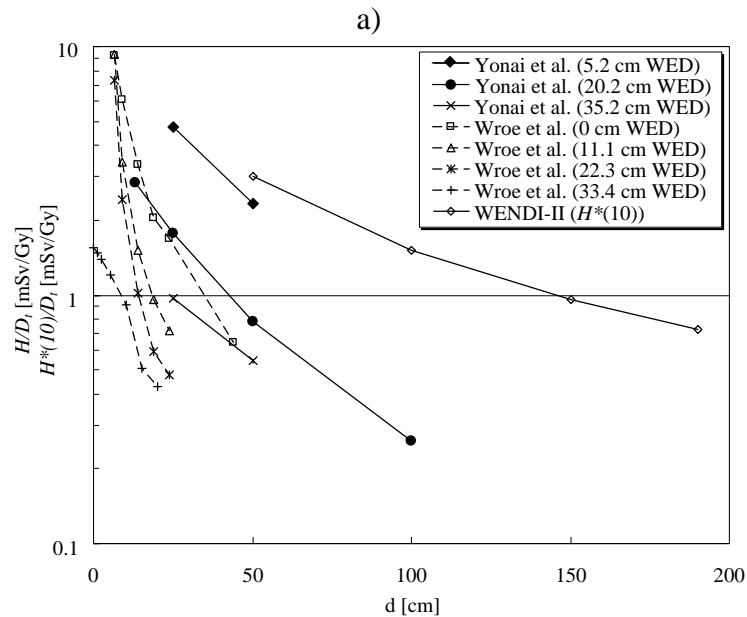 a)
10
1
0.1
H/Dₜ [mSv/Gy]
H*(10)/Dₜ [mSv/Gy]
Yonai et al. (5.2 cm WED)
Yonai et al. (20.2 cm WED)
Yonai et al. (35.2 cm WED)
Wroe et al. (0 cm WED)
Wroe et al. (11.1 cm WED)
Wroe et al. (22.3 cm WED)
Wroe et al. (33.4 cm WED)
WENDI-II (H*(10))
0 50 100 150 200
d [cm]